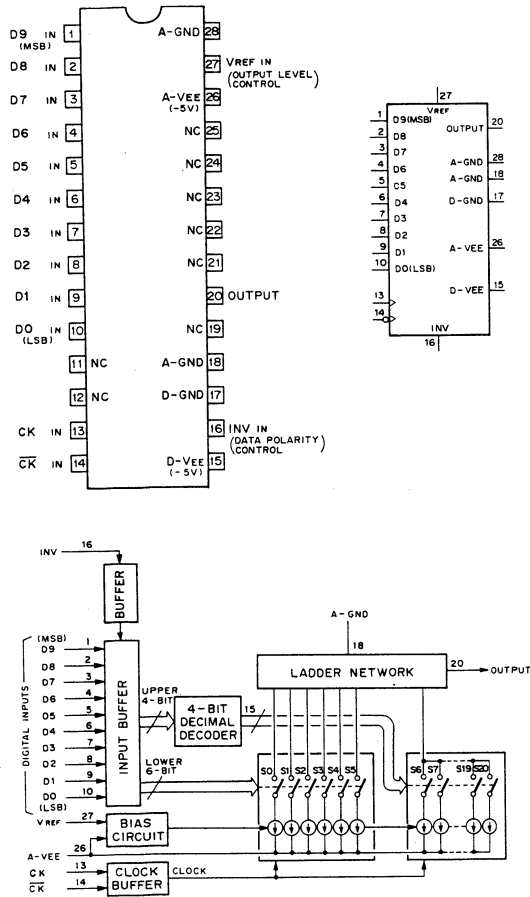 D9 IN 1 A-GND 28
(MSB)
D8 IN 2 27 VREF IN
(OUTPUT LEVEL
CONTROL)
D7 IN 3 A-VEE 26
(-5V)
D6 IN 4 NC 25
D5 IN 5 NC 24
D4 IN 6 NC 23
D3 IN 7 NC 22
D2 IN 8 NC 21
D1 IN 9 20 OUTPUT
D0 IN 10 NC 19
(LSB)
11 NC A-GND 18
12 NC D-GND 17
CK IN 13 16 INV IN
(DATA POLARITY
CONTROL)
CK IN 14 D-VEE 15
(-5V)
27
VREF
1 D9(MSB) OUTPUT 20
2 D8
3 D7 A-GND 28
4 D6 A-GND 18
5 D5
6 D4 D-GND 17
7 D3
8 D2
9 D1 A-VEE 26
10 D0(LSB)
13 D-VEE 15
14
INV
16
INV 16
BUFFER
DIGITAL INPUTS
(MSB)
D9 1
D8 2
D7 3
D6 4
D5 5
D4 6
D3 7
D2 8
D1 9
D0 10
(LSB)
INPUT BUFFER
UPPER
4-BIT
4-BIT
DECIMAL
DECODER
15
LOWER
6-BIT
A-GND
18
LADDER NETWORK
20 OUTPUT
S0 S1 S2 S3 S4 S5
S6 S7 S19 S20
VREF 27
BIAS
CIRCUIT
A-VEE 26
CK 13
CK 14
CLOCK
BUFFER
CLOCK